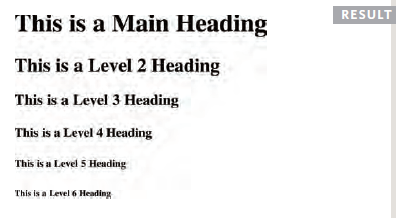 This is a Main Heading
RESULT
This is a Level 2 Heading
This is a Level 3 Heading
This is a Level 4 Heading
This is a Level 5 Heading
This is a Level 6 Heading